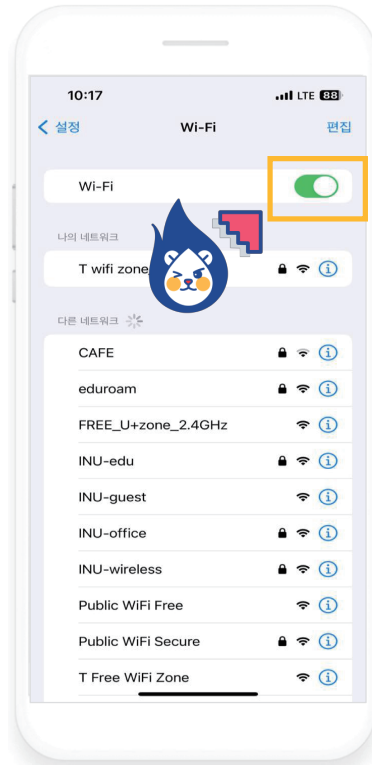 10:17 LTE 88
설정 Wi-Fi 편집
Wi-Fi
나의 네트워크
T wifi zone
다른 네트워크
CAFE
eduroam
FREE_U+zone_2.4GHz
INU-edu
INU-guest
INU-office
INU-wireless
Public WiFi Free
Public WiFi Secure
T Free WiFi Zone